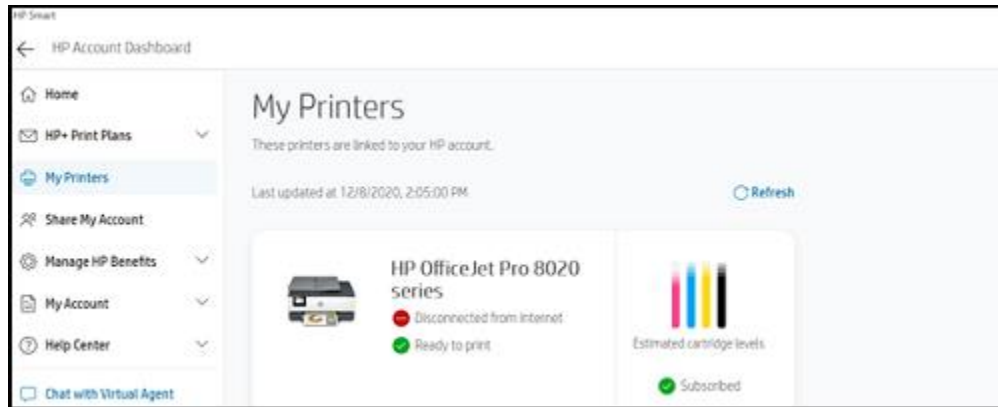 HP Smart
HP Account Dashboard
Home
HP+ Print Plans
My Printers
Share My Account
Manage HP Benefits
My Account
Help Center
Chat with Virtual Agent
My Printers
These printers are linked to your HP account.
Last updated at 12/8/2020, 2:05:00 PM
Refresh
HP OfficeJet Pro 8020
series
Disconnected from Internet
Ready to print
Estimated cartridge levels
Subscribed